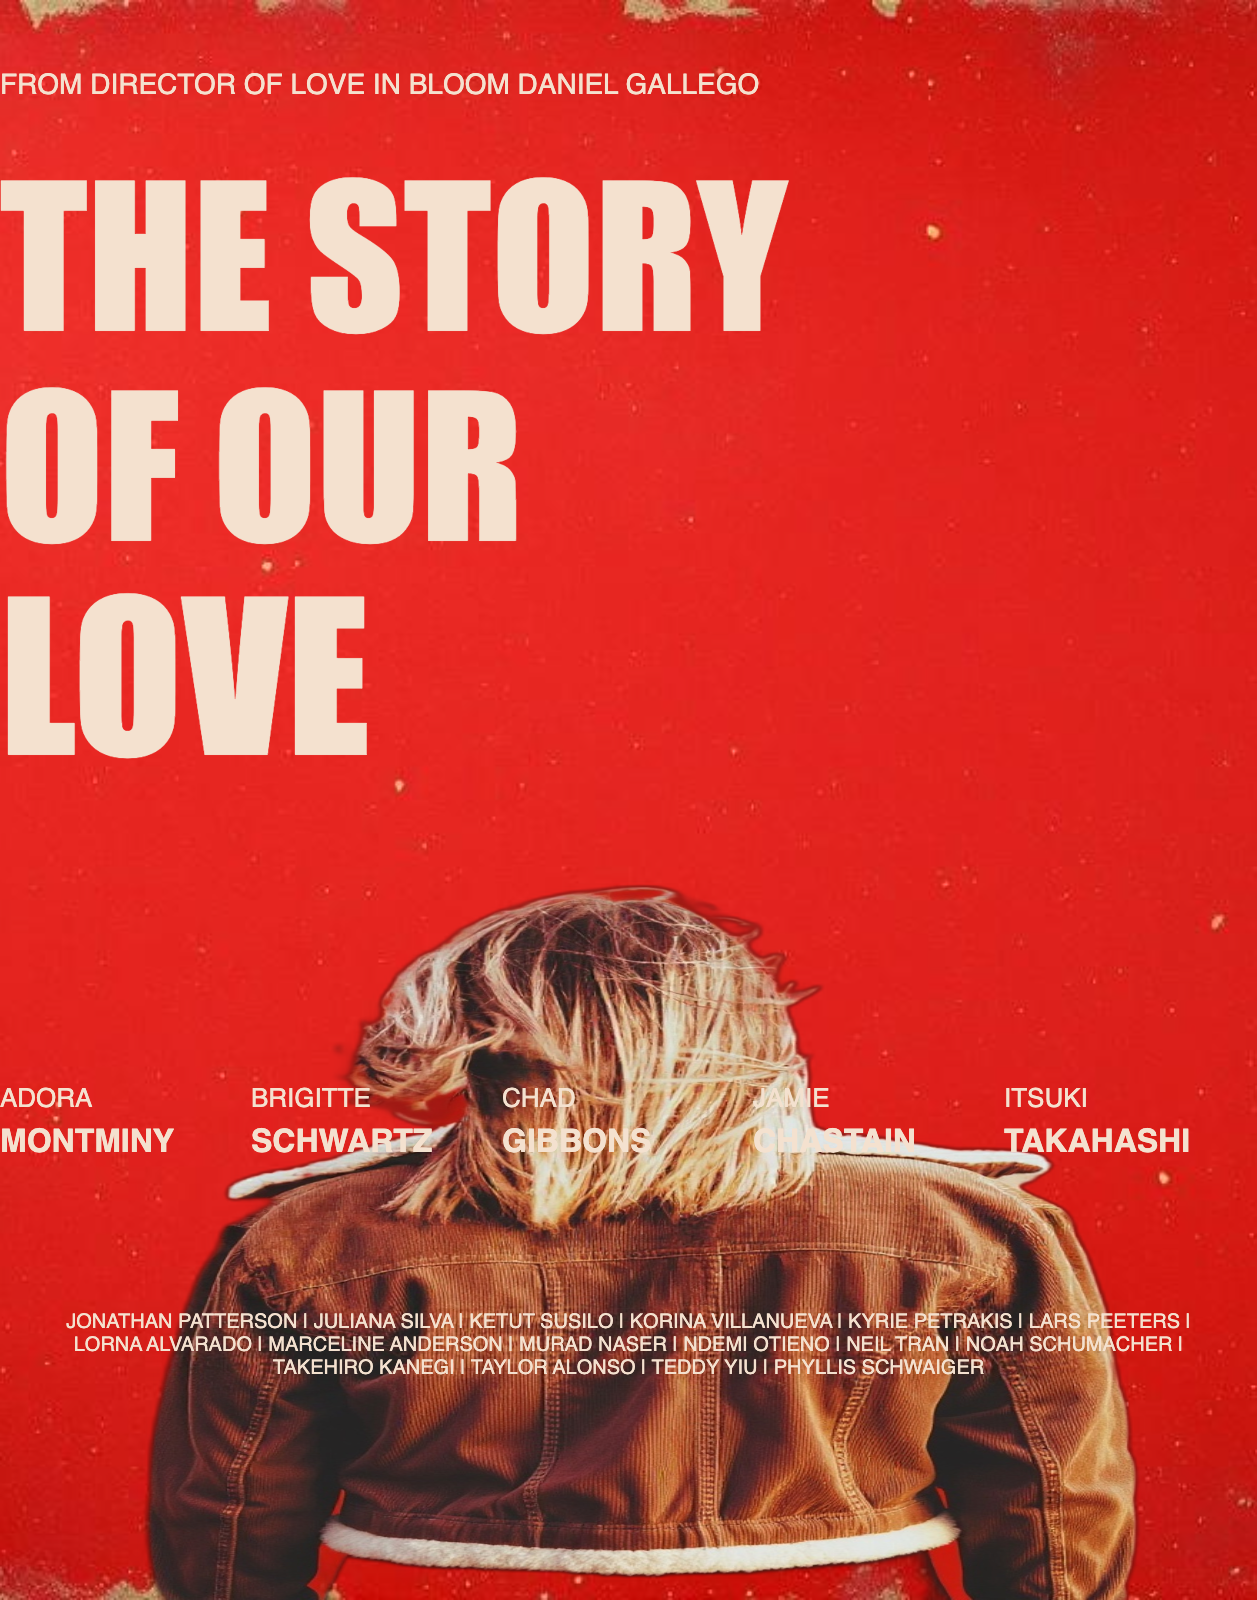 FROM DIRECTOR OF LOVE IN BLOOM DANIEL GALLEGO
THE STORY
OF OUR
LOVE
ADORA
MONTMINY
BRIGITTE
SCHWARTZ
CHAD
GIBBONS
JAMIE
CHASTAIN
ITSUKI
TAKAHASHI
JONATHAN PATTERSON | JULIANA SILVA | KETUT SUSILO | KORINA VILLANUEVA | KYRIE PETRAKIS | LARS PEETERS |
LORNA ALVARADO | MARCELINE ANDERSON | MURAD NASER | NDEMI OTIENO | NEIL TRAN | NOAH SCHUMACHER |
TAKEHIRO KANEGI | TAYLOR ALONSO | TEDDY YIU | PHYLLIS SCHWAIGER